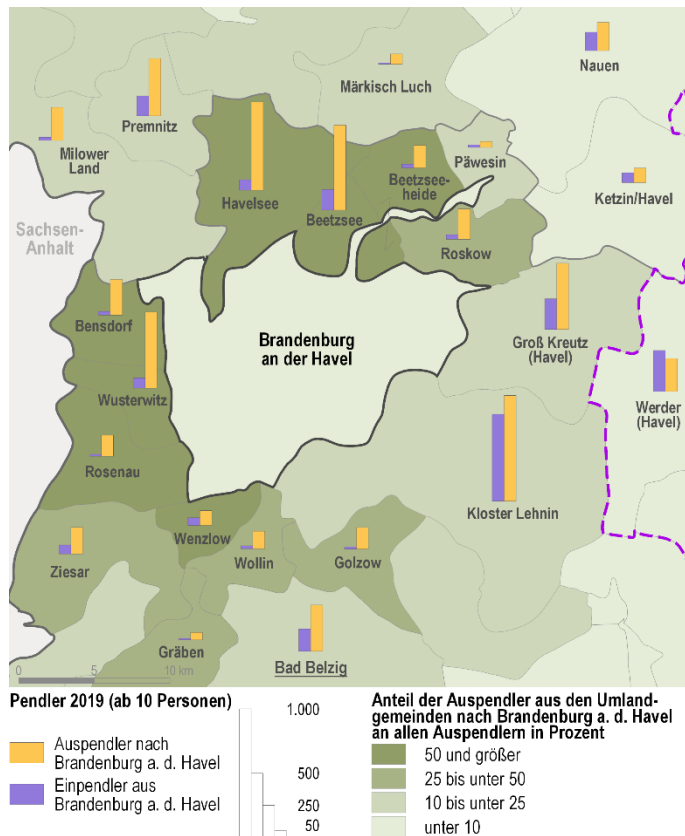 Nauen
Märkisch Luch
Premnitz
Milower
Land
Päwesin
Beetzsee-
heide
Havelsee
Beetzsee
Ketzin/Havel
Sachsen-
Anhalt
Roskow
Bensdorf
Brandenburg
an der Havel
Groß Kreutz
(Havel)
Wusterwitz
Werder
(Havel)
Rosenau
Kloster Lehnin
Wenzlow
Wollin
Golzow
Ziesar
Gräben
Bad Belzig
0 5 10 km
Pendler 2019 (ab 10 Personen)
Auspendler nach
Brandenburg a. d. Havel
Einpendler aus
Brandenburg a. d. Havel
1.000
500
250
50
Anteil der Auspendler aus den Umland-
gemeinden nach Brandenburg a. d. Havel
an allen Auspendlern in Prozent
50 und größer
25 bis unter 50
10 bis unter 25
unter 10